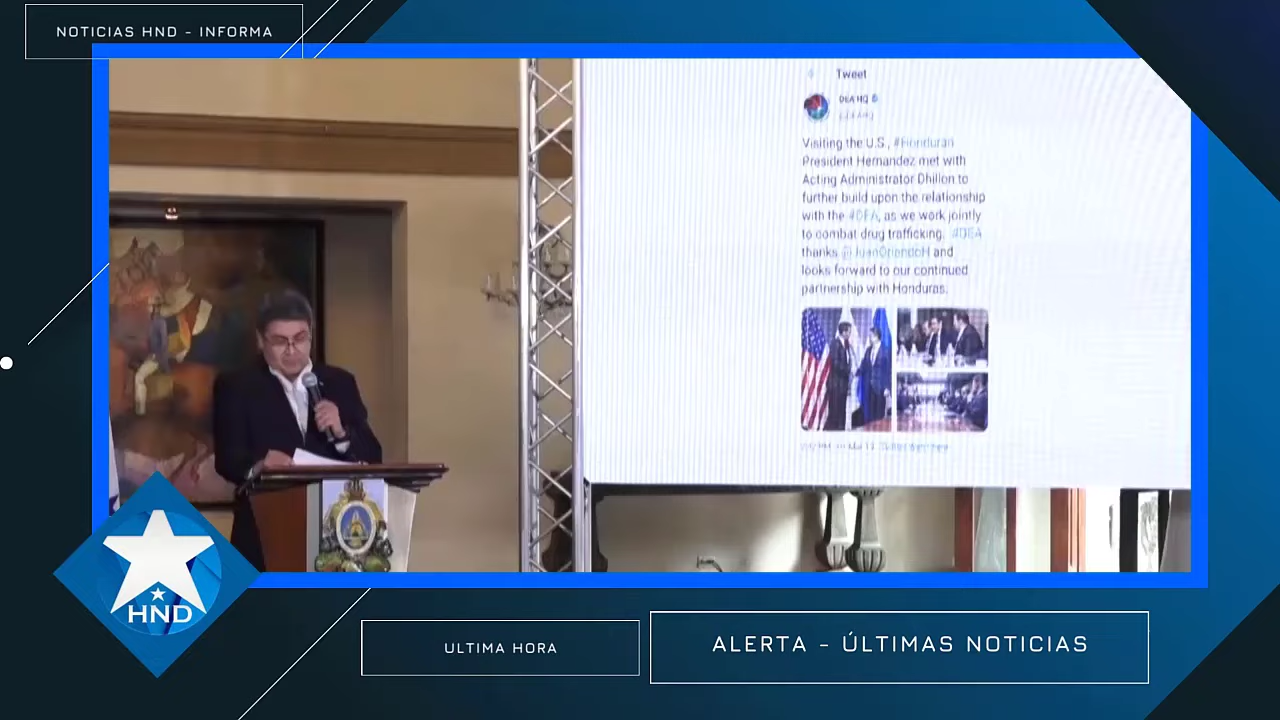 NOTICIAS HND - INFORMA
Tweet
DEA HQ
Visiting the U.S., #Honduran
President Hernandez met with
Acting Administrator Dhillon to
further build upon the relationship
with the #DEA, as we work jointly
to combat drug trafficking. #DEA
thanks @JuanOrlandoH and
looks forward to our continued
partnership with Honduras.
HND
ULTIMA HORA
ALERTA - ÚLTIMAS NOTICIAS